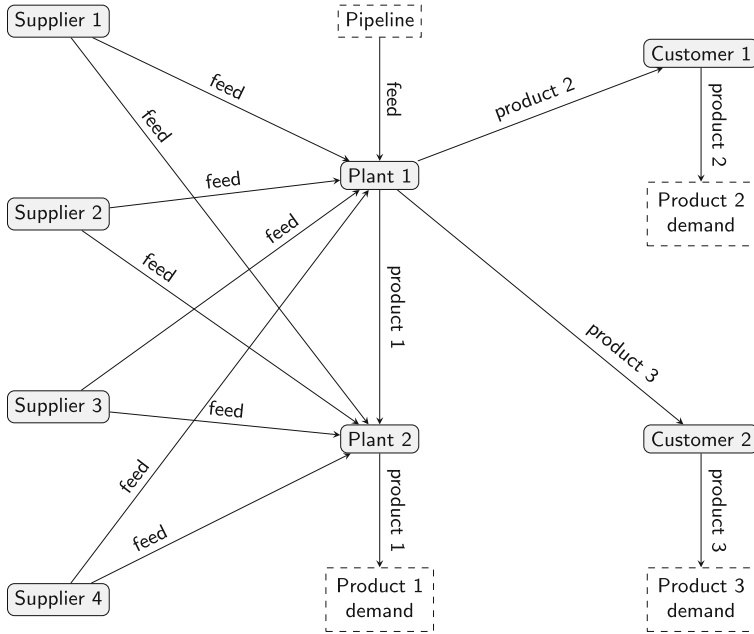 Supplier 1
Pipeline
Customer 1
feed
feed
feed
product 2
product 2
Supplier 2
feed
Plant 1
Product 2
demand
feed
feed
product 1
product 3
Supplier 3
feed
Plant 2
Customer 2
feed
feed
product 1
product 3
Supplier 4
Product 1
demand
Product 3
demand